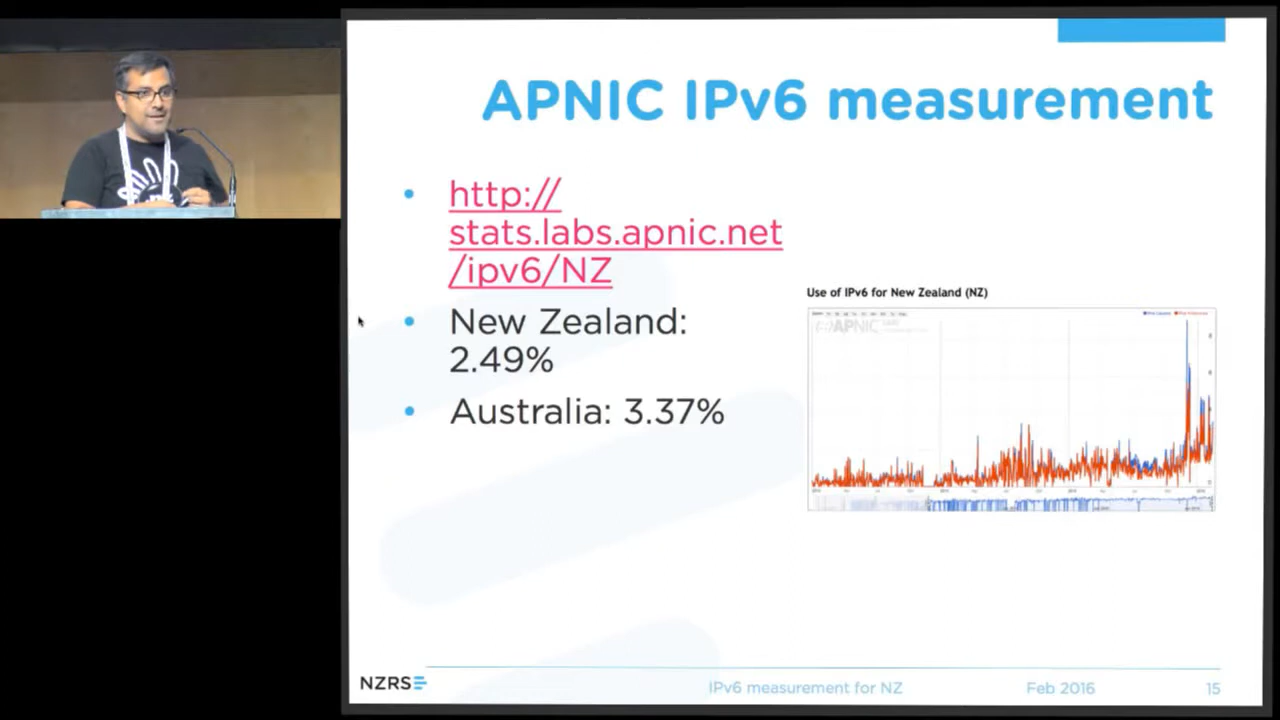 APNIC IPv6 measurement
http://
stats.labs.apnic.net
/ipv6/NZ
New Zealand:
2.49%
Australia: 3.37%
Use of IPv6 for New Zealand (NZ)
APNIC
NZRS
IPv6 measurement for NZ
Feb 2016
15